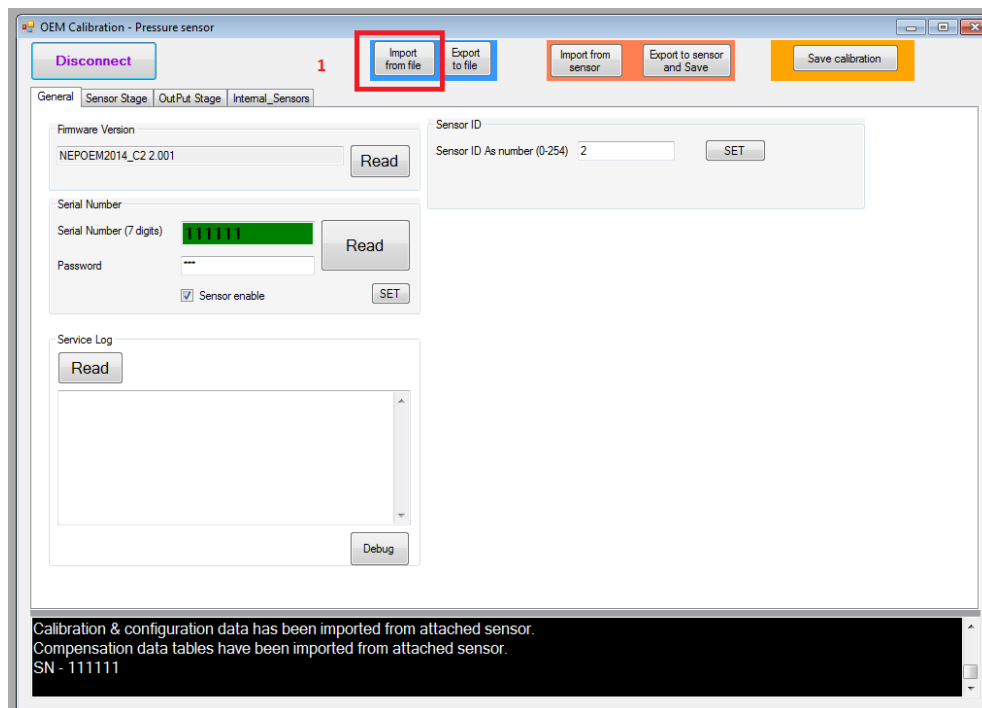 OEM Calibration - Pressure sensor
Disconnect
1
Import
from file
Export
to file
Import from
sensor
Export to sensor
and Save
Save calibration
General
Sensor Stage
OutPut Stage
Internal_Sensors
Firmware Version
NEPOEM2014_C2 2.001
Read
Sensor ID
Sensor ID As number (0-254)
2
SET
Serial Number
Serial Number (7 digits)
111111
Read
Password
Sensor enable
SET
Service Log
Read
Debug
Calibration & configuration data has been imported from attached sensor.
Compensation data tables have been imported from attached sensor.
SN - 111111